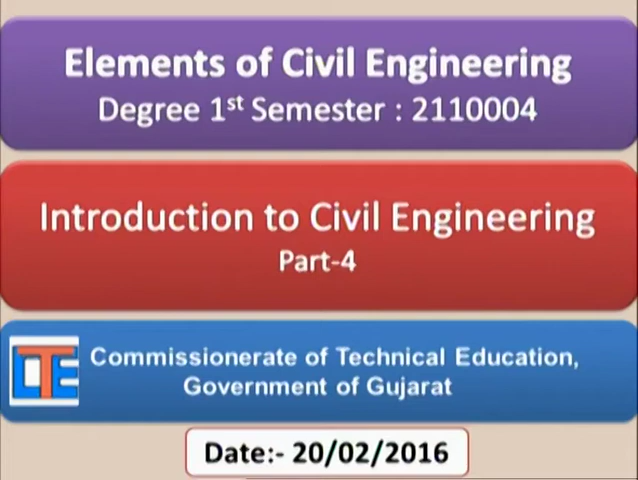 Elements of Civil Engineering
Degree 1st Semester : 2110004
Introduction to Civil Engineering
Part-4
CTE
Commissionerate of Technical Education,
Government of Gujarat
Date:- 20/02/2016